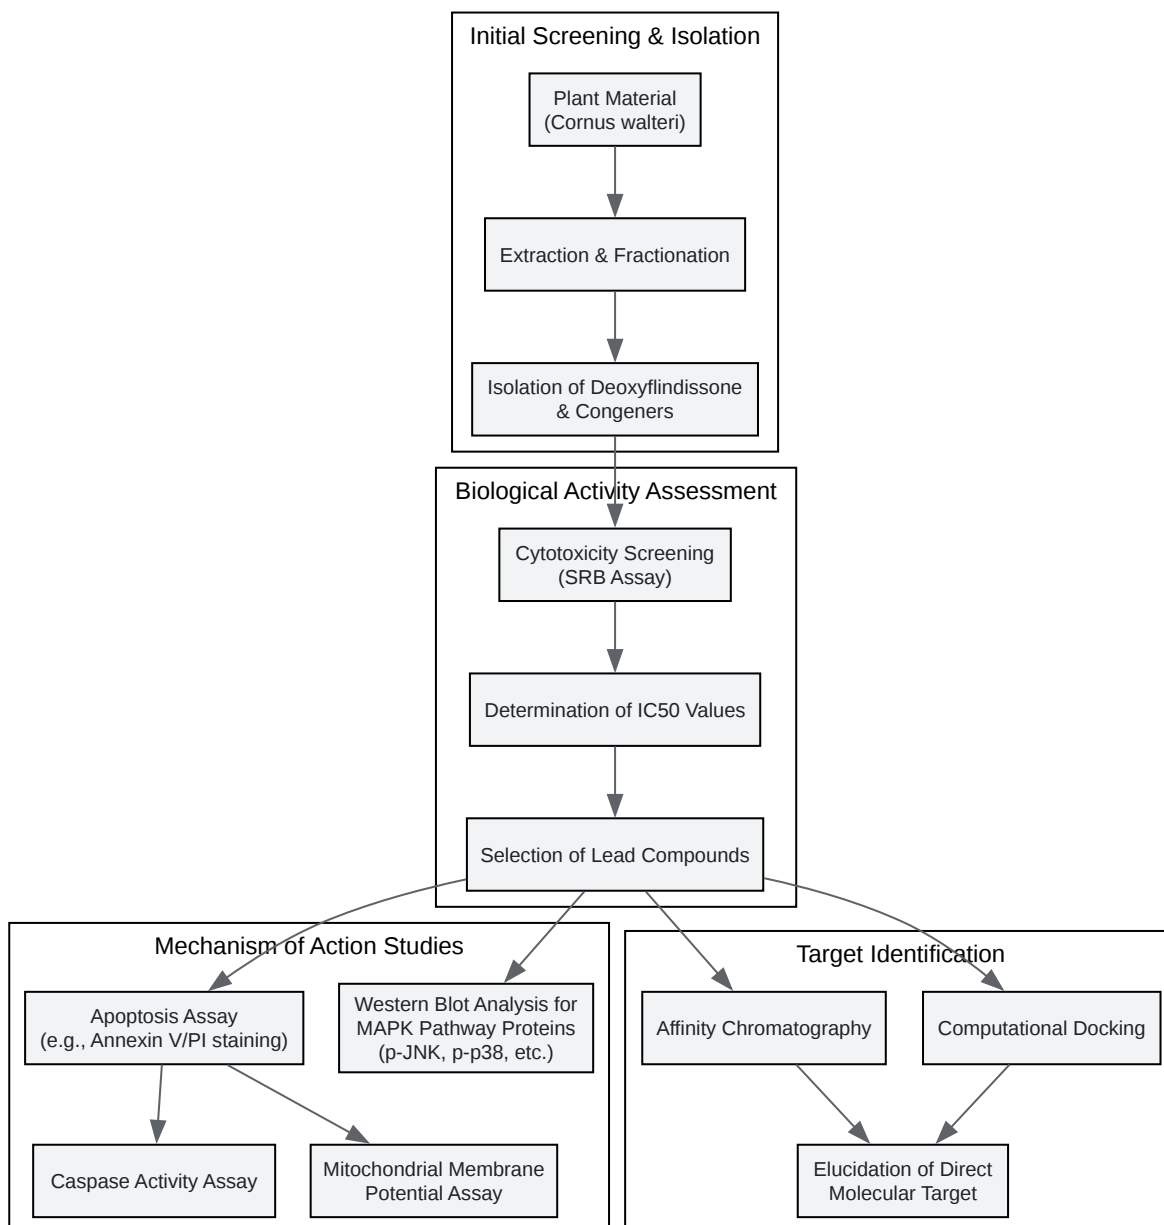 Initial Screening & Isolation
Plant Material
(Cornus walteri)
Extraction & Fractionation
Isolation of Deoxyflindissone
& Congeners
Biological Activity Assessment
Cytotoxicity Screening
(SRB Assay)
Determination of IC50 Values
Selection of Lead Compounds
Mechanism of Action Studies
Apoptosis Assay
(e.g., Annexin V/PI staining)
Western Blot Analysis for
MAPK Pathway Proteins
(p-JNK, p-p38, etc.)
Caspase Activity Assay
Mitochondrial Membrane
Potential Assay
Target Identification
Affinity Chromatography
Computational Docking
Elucidation of Direct
Molecular Target